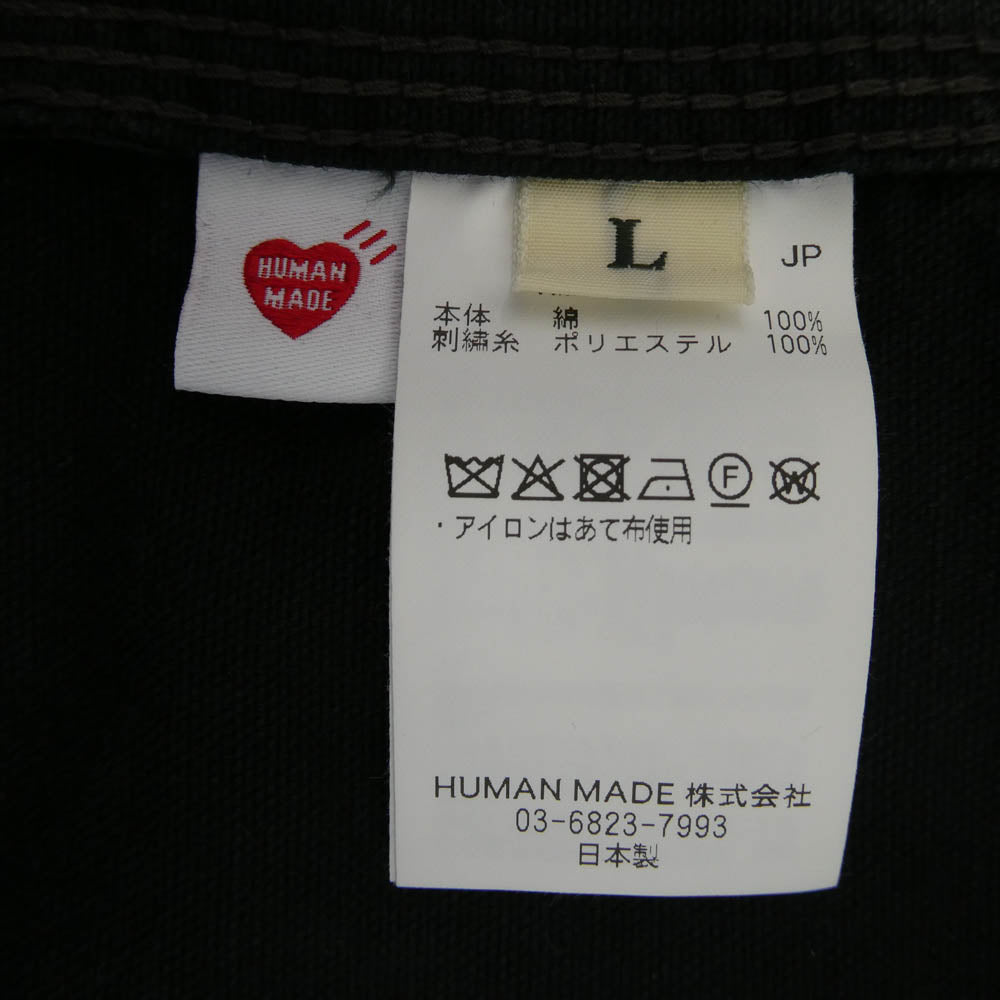 HUMAN
MADE
L
JP
本体 綿 100%
刺繍糸 ポリエステル 100%
F
W
・アイロンはあて布使用
HUMAN MADE 株式会社
03-6823-7993
日本製